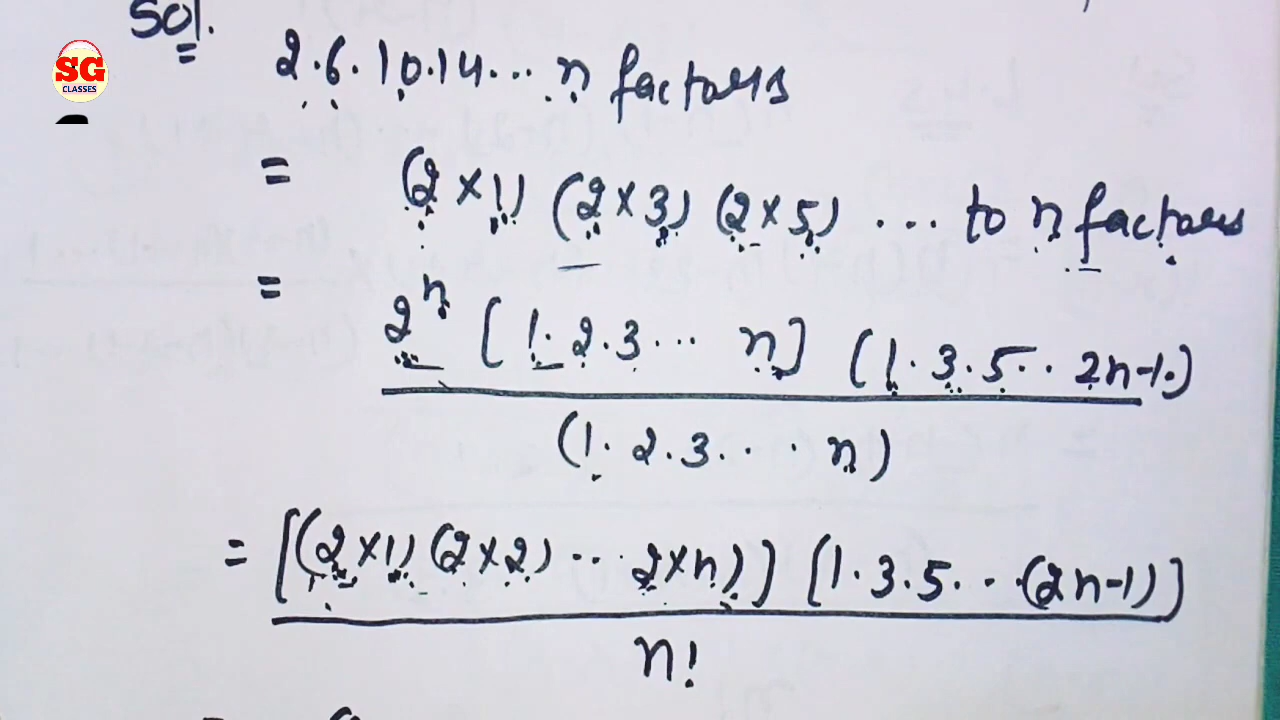 Sol.
SG
CLASSES
2.6.10.14... n factors
= (2×1) (2×3) (2×5) ... to n factors
= 2^n [1.2.3... n] (1.3.5.. 2n-1.)
(1.2.3.... n)
= [(2×1) (2×2) ... 2×n)] [1.3.5...(2n-1)]
n!